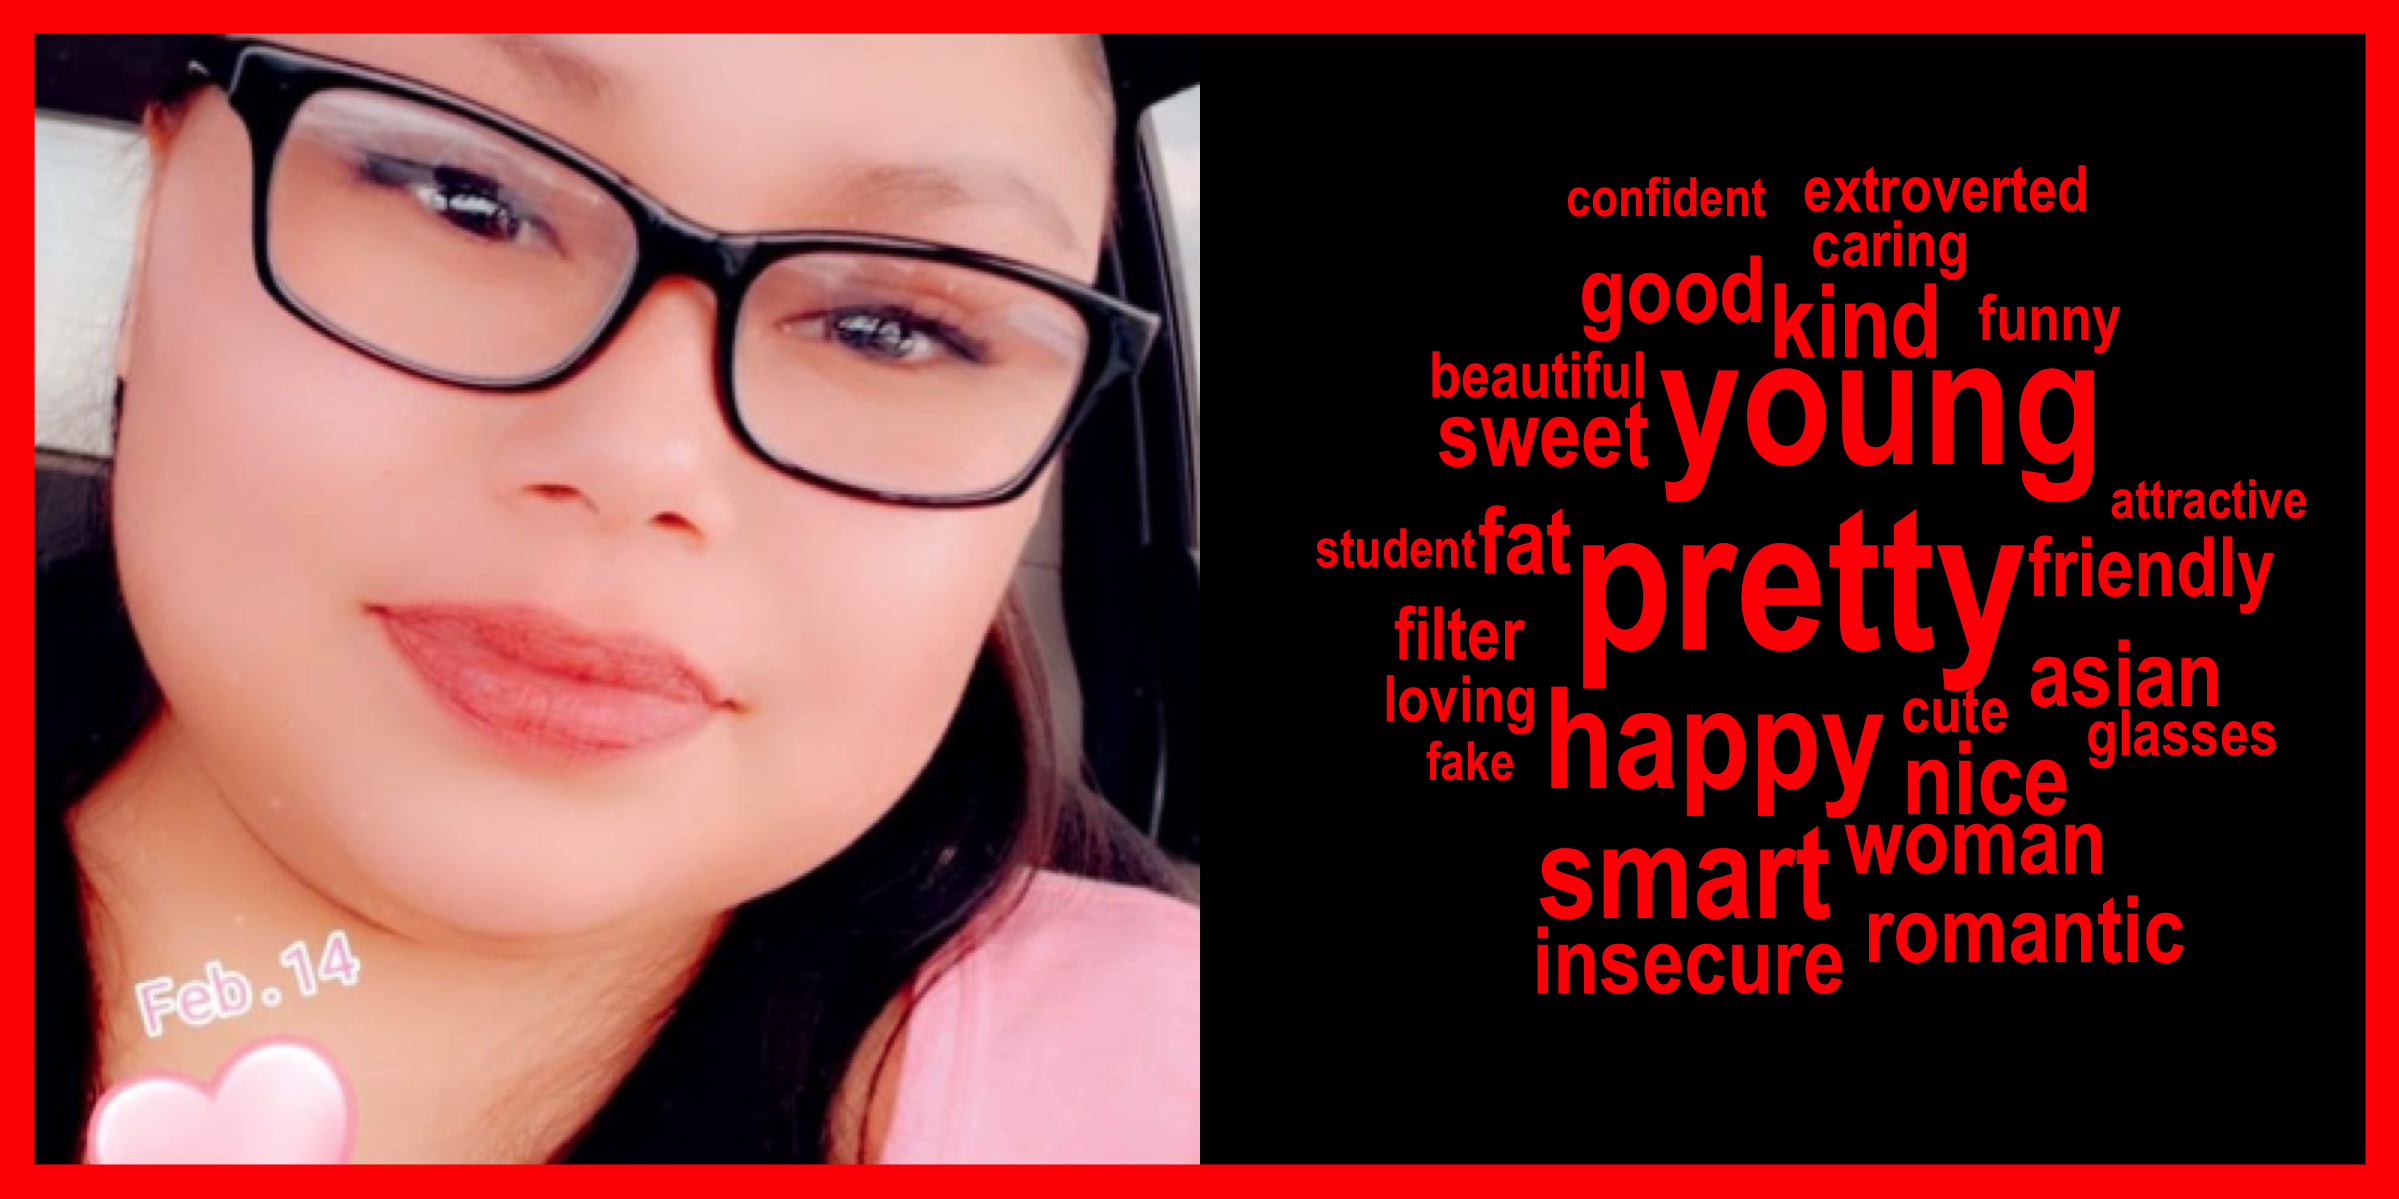 Feb.14
confident extroverted
caring
good kind funny
beautiful young
sweet
attractive
student fat pretty friendly
filter
asian
loving happy cute
glasses
fake nice
smart woman
romantic
insecure